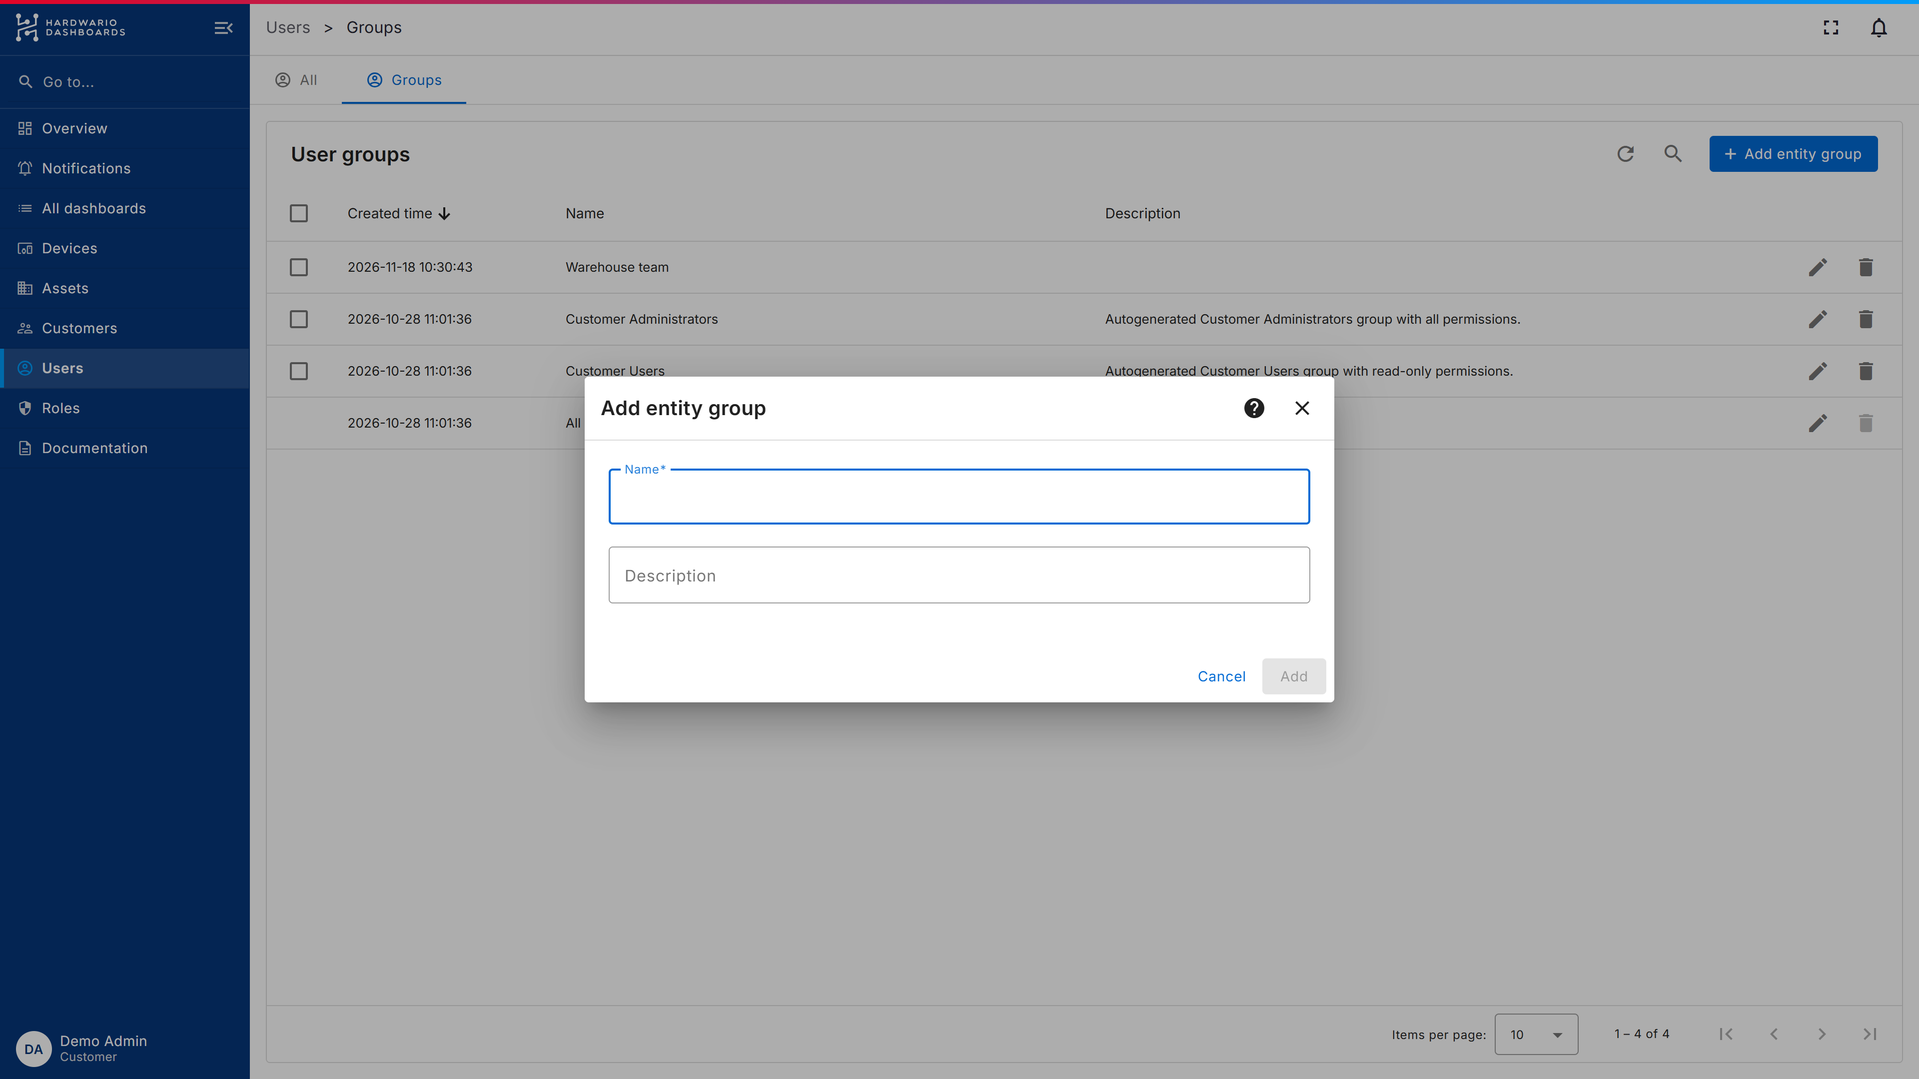 HARDWARIO
DASHBOARDS
Users > Groups
Go to...
All
Groups
Overview
Notifications
All dashboards
Devices
Assets
Customers
Users
Roles
Documentation
User groups
+ Add entity group
Created time
Name
Description
2026-11-18 10:30:43
Warehouse team
2026-10-28 11:01:36
Customer Administrators
Autogenerated Customer Administrators group with all permissions.
2026-10-28 11:01:36
Customer Users
Autogenerated Customer Users group with read-only permissions.
2026-10-28 11:01:36
All
Add entity group
Name*
Description
Cancel
Add
Items per page:
10
1 – 4 of 4
DA
Demo Admin
Customer